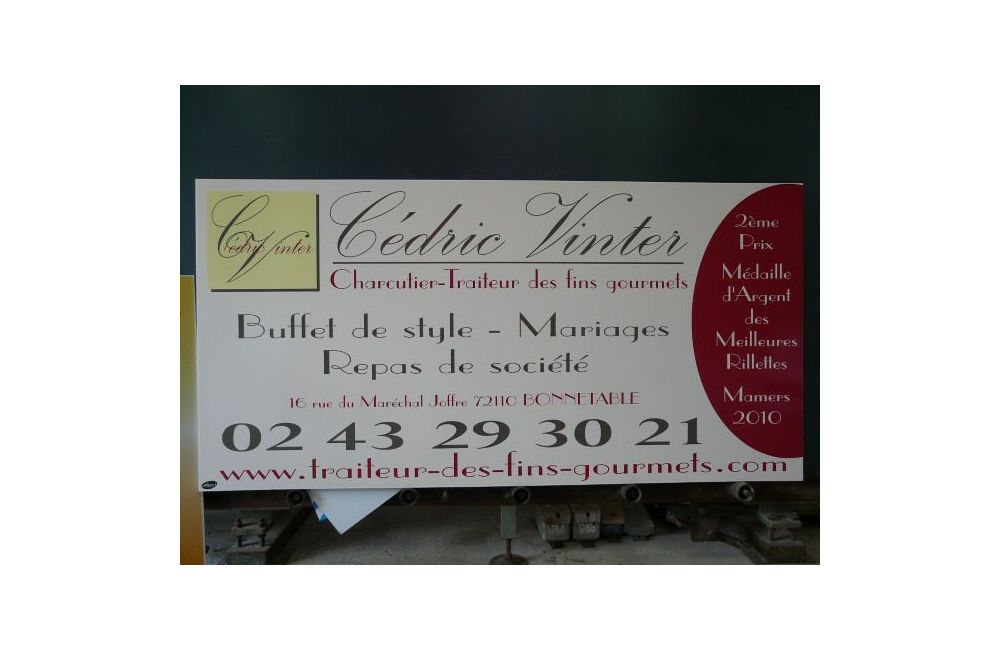 Cédric Vinter
Cédric Vinter
Charcutier-Traiteur des fins gourmets
Buffet de style - Mariages
Repas de société
16 rue du Maréchal Joffre 72110 BONNETABLE
02 43 29 30 21
www.traiteur-des-fins-gourmets.com
2ème
Prix
Médaille
d'Argent
des
Meilleures
Rillettes
Mamers
2010